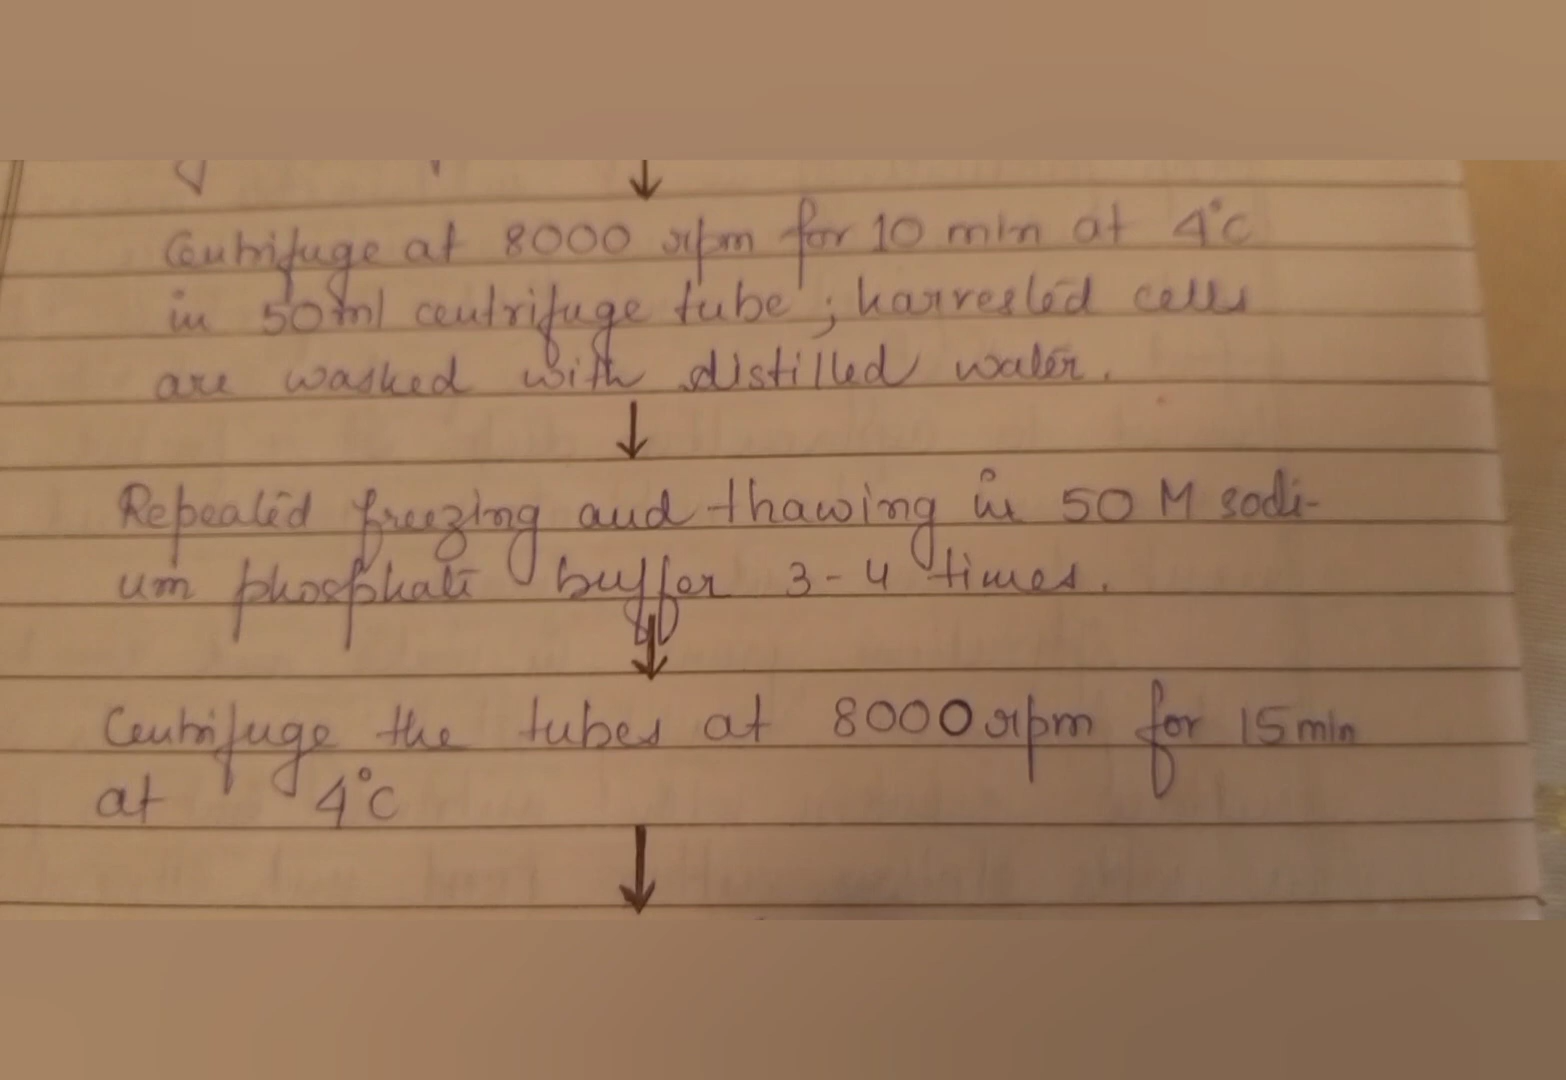 Centrifuge at 8000 rpm for 10 min at 4°C
in 50ml centrifuge tube ; harvested cells
are washed with distilled water.
Repeated freezing and thawing in 50 M sodi-
um phosphate buffer 3-4 times.
Centrifuge the tubes at 8000 rpm for 15 min
at 4°C